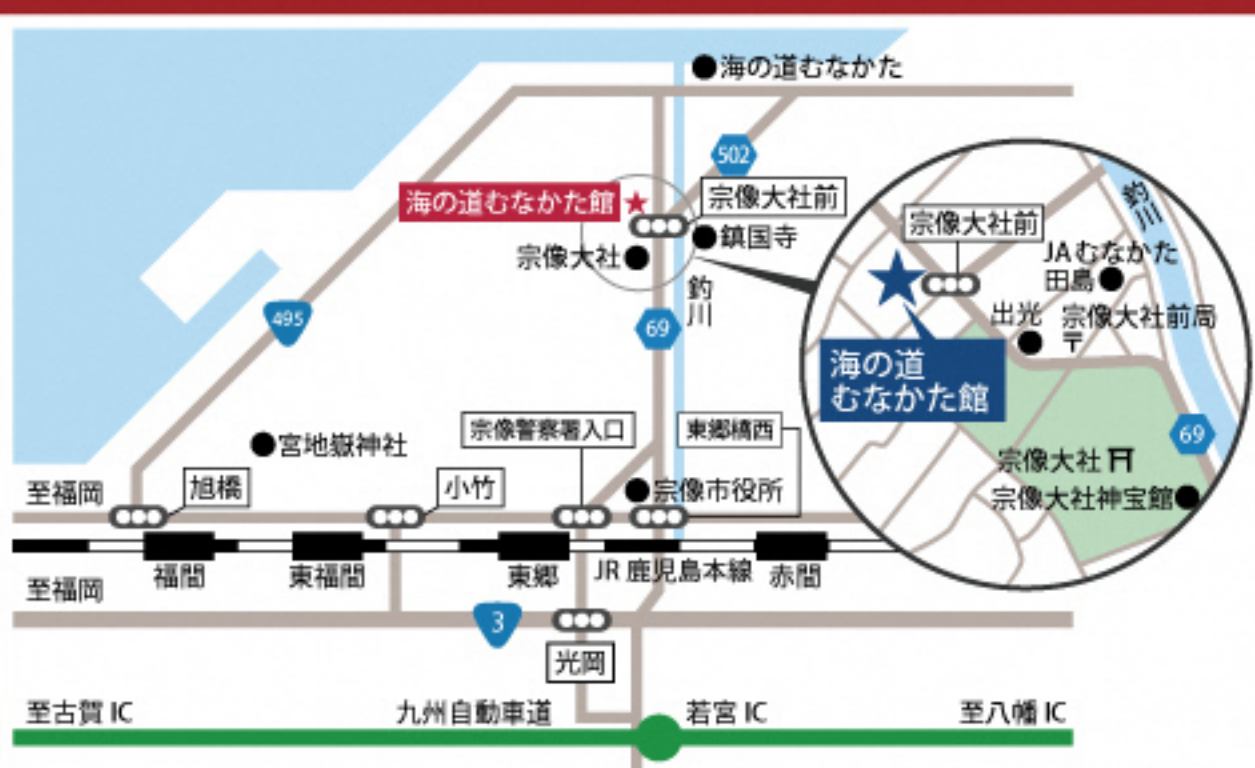 海の道むなかた
502
海の道むなかた館
宗像大社前
鎮国寺
宗像大社
釣川
495
69
宮地嶽神社
宗像警察署入口
東郷橋西
至福岡
旭橋
小竹
宗像市役所
福間
東福間
東郷
JR 鹿児島本線
赤間
至福岡
3
光岡
至古賀 IC
九州自動車道
若宮 IC
至八幡 IC
釣川
宗像大社前
JAむなかた
田島
出光
宗像大社前局
〒
海の道
むなかた館
69
宗像大社
宗像大社神宝館